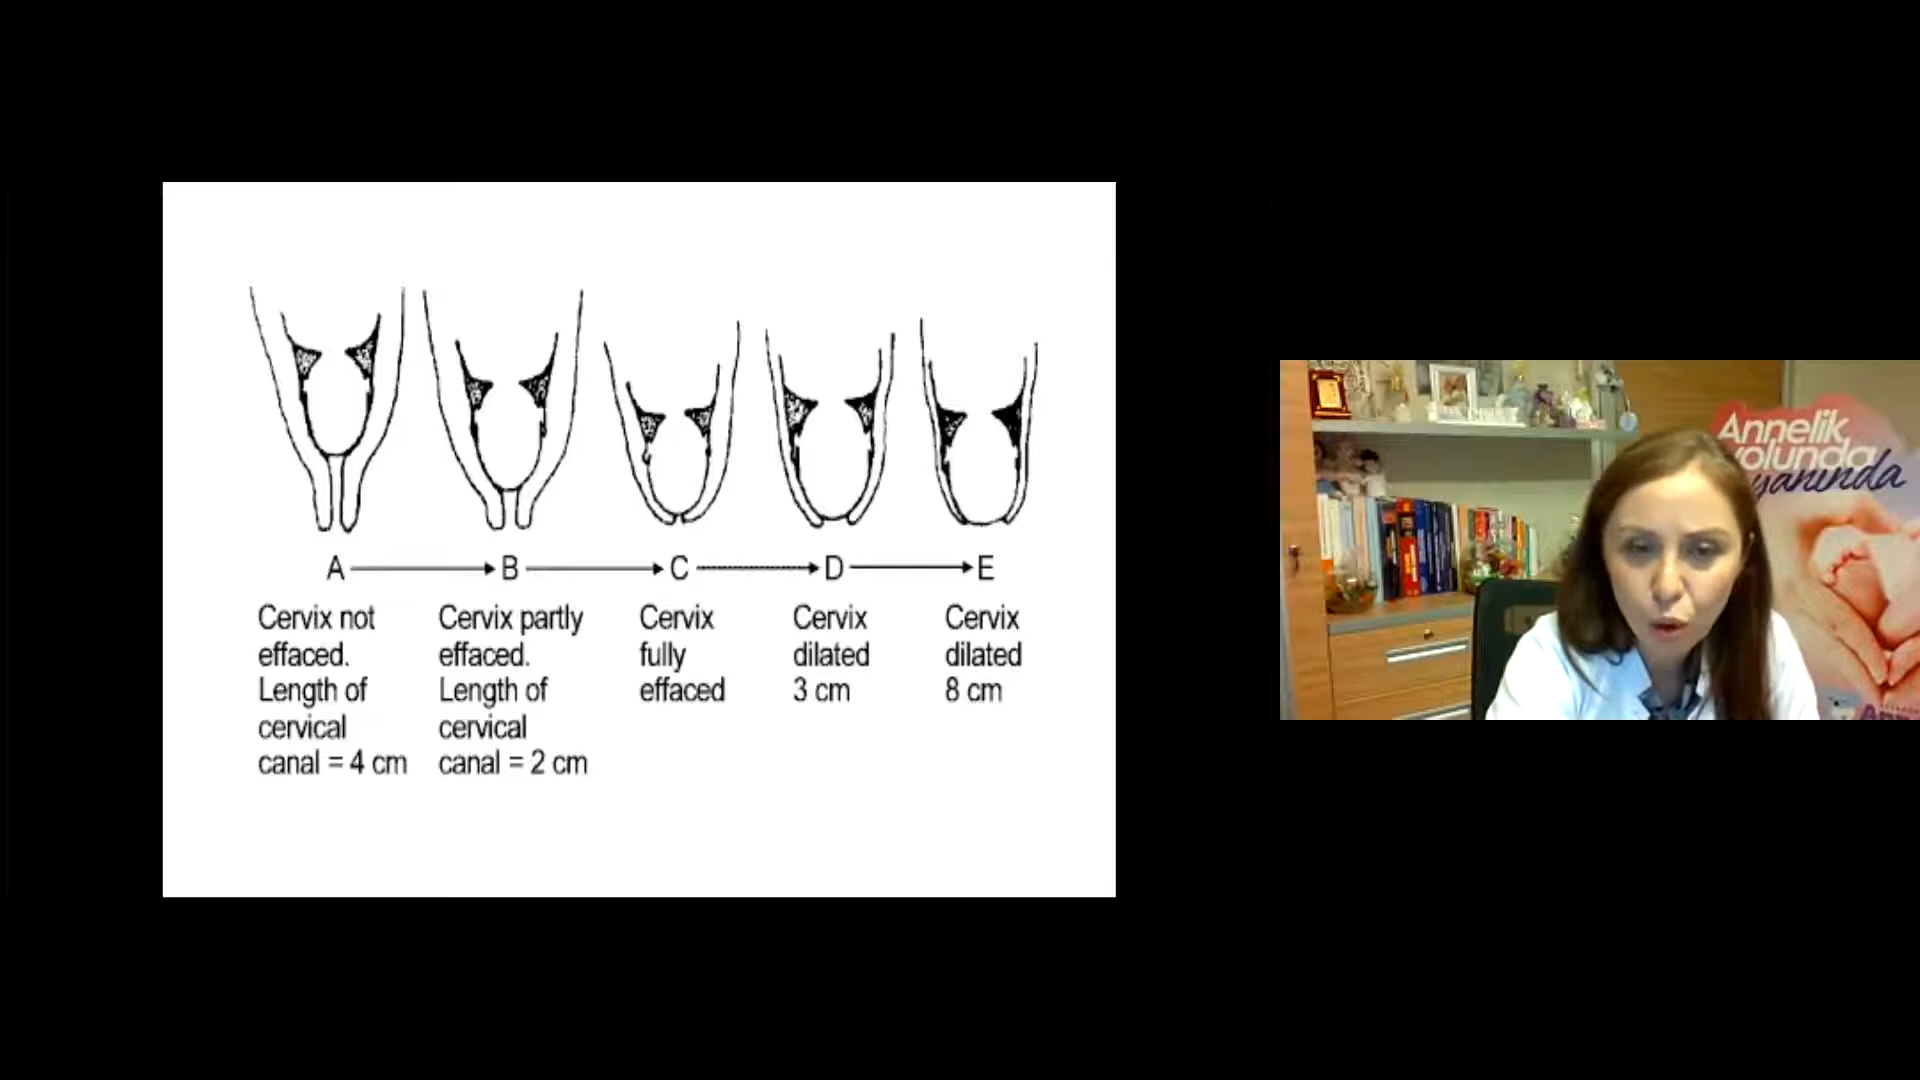 A B C D E
Cervix not
effaced.
Length of
cervical
canal = 4 cm
Cervix partly
effaced.
Length of
cervical
canal = 2 cm
Cervix
fully
effaced
Cervix
dilated
3 cm
Cervix
dilated
8 cm
Annelik
yolunda
yanında